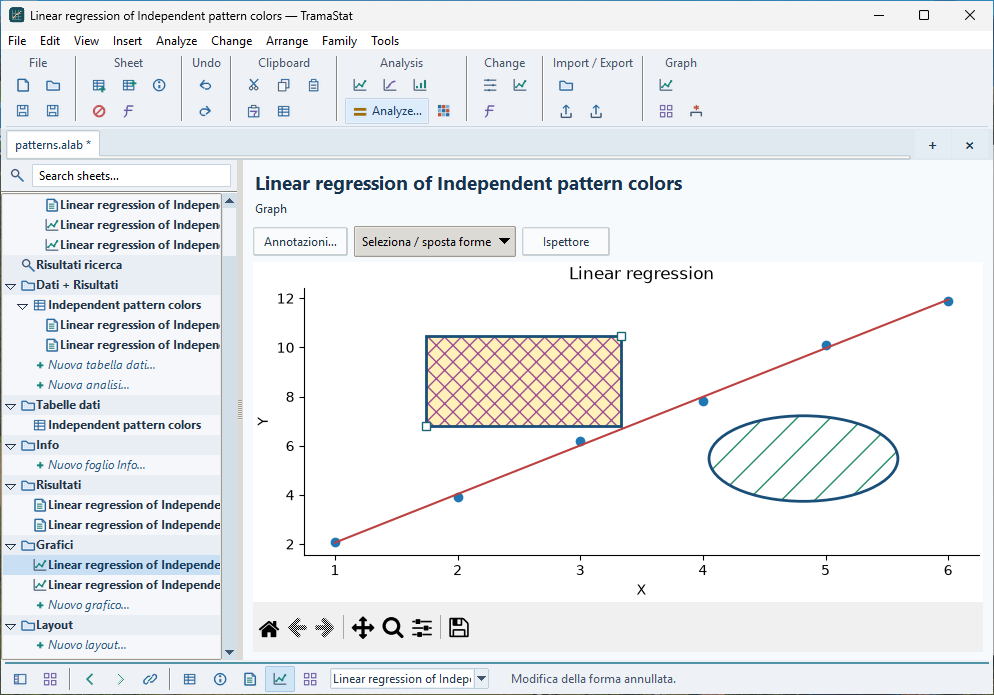 Linear regression of Independent pattern colors — TramaStat
File Edit View Insert Analyze Change Arrange Family Tools
File Sheet Undo Clipboard Analysis Change Import / Export Graph
Analyze...
patterns.alab *
Search sheets...
Linear regression of Indepen
Linear regression of Indepen
Linear regression of Indepen
Risultati ricerca
Dati + Risultati
Independent pattern colors
Linear regression of Indepen
Linear regression of Indepen
+ Nuova tabella dati...
+ Nuova analisi...
Tabelle dati
Independent pattern colors
Info
+ Nuovo foglio Info...
Risultati
Linear regression of Independe
Linear regression of Independe
Grafici
Linear regression of Independe
Linear regression of Independe
+ Nuovo grafico...
Layout
+ Nuovo layout...
Linear regression of Independent pattern colors
Graph
Annotazioni... Seleziona / sposta forme Ispettore
Linear regression
12
10
8
6
4
2
Y
1 2 3 4 5 6
X
Linear regression of Indepe
Modifica della forma annullata.